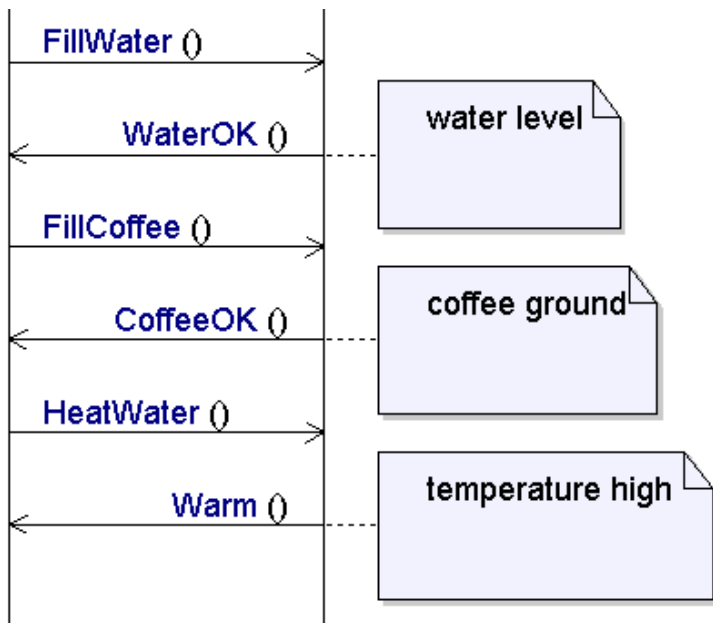 FillWater ()
water level
WaterOK ()
FillCoffee ()
coffee ground
CoffeeOK ()
HeatWater ()
temperature high
Warm ()